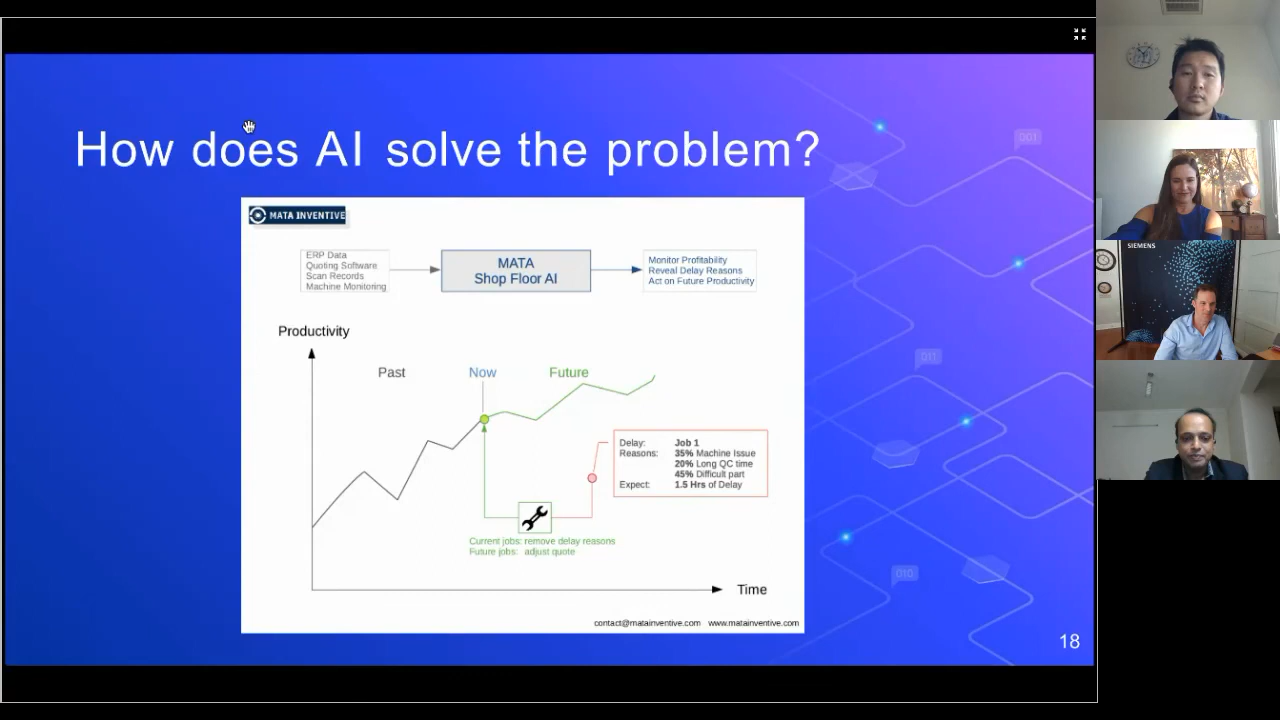 How does AI solve the problem?
MATA INVENTIVE
ERP Data
Quoting Software
Scan Records
Machine Monitoring
MATA
Shop Floor AI
Monitor Profitability
Reveal Delay Reasons
Act on Future Productivity
Productivity
Past
Now
Future
Delay: Job 1
Reasons: 35% Machine Issue
20% Long QC time
45% Difficult part
Expect: 1.5 Hrs of Delay
Current jobs: remove delay reasons
Future jobs: adjust quote
Time
contact@matainventive.com www.matainventive.com
18
001
011
010
SIEMENS